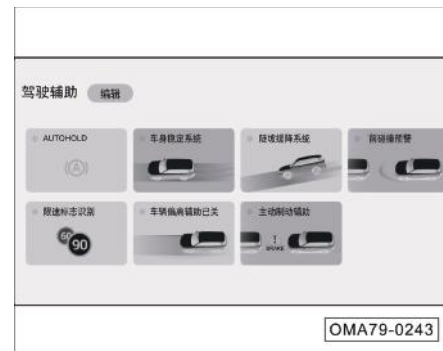 驾驶辅助 编辑
AUTOHOLD 车身稳定系统 陡坡缓降系统 前碰撞预警
(A)
限速标志识别 车辆偏离辅助已关 主动制动辅助
60 90 ! BRAKE
OMA79-0243